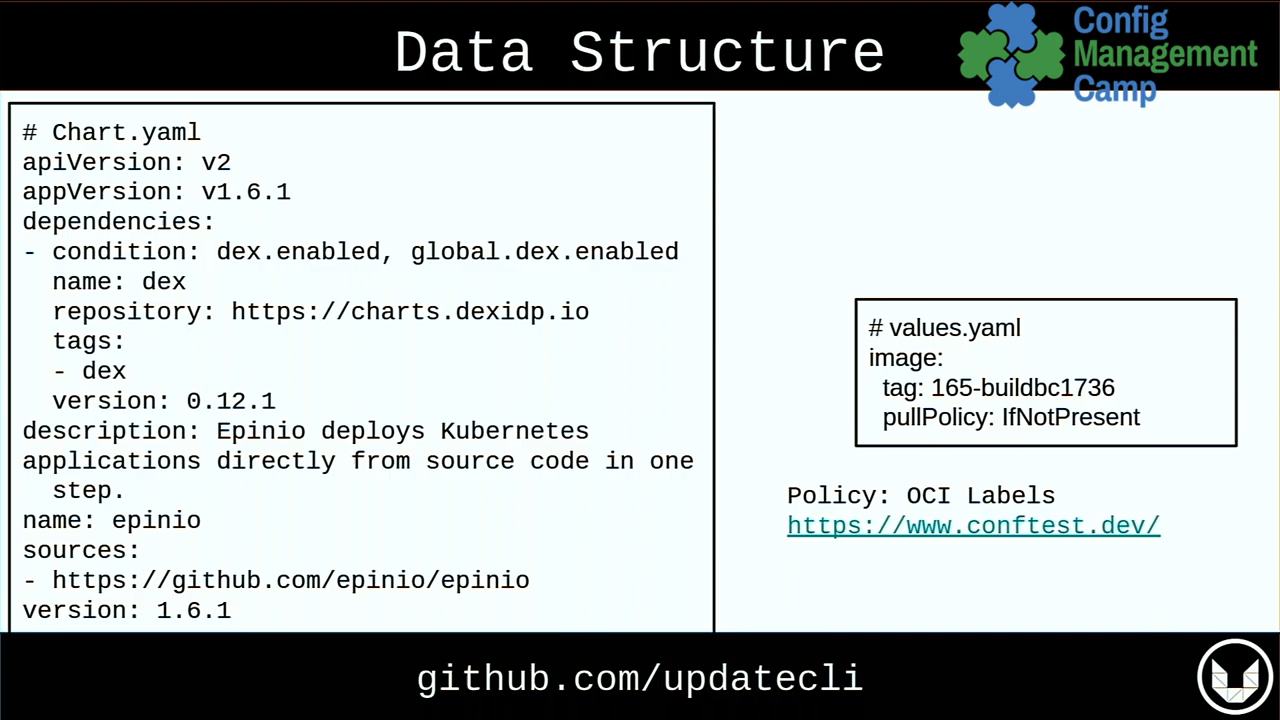 Data Structure
Config
Management
Camp
# Chart.yaml
apiVersion: v2
appVersion: v1.6.1
dependencies:
- condition: dex.enabled, global.dex.enabled
  name: dex
  repository: https://charts.dexidp.io
  tags:
  - dex
  version: 0.12.1
description: Epinio deploys Kubernetes
applications directly from source code in one
  step.
name: epinio
sources:
- https://github.com/epinio/epinio
version: 1.6.1
# values.yaml
image:
  tag: 165-buildbc1736
  pullPolicy: IfNotPresent
Policy: OCI Labels
https://www.conftest.dev/
github.com/updatecli